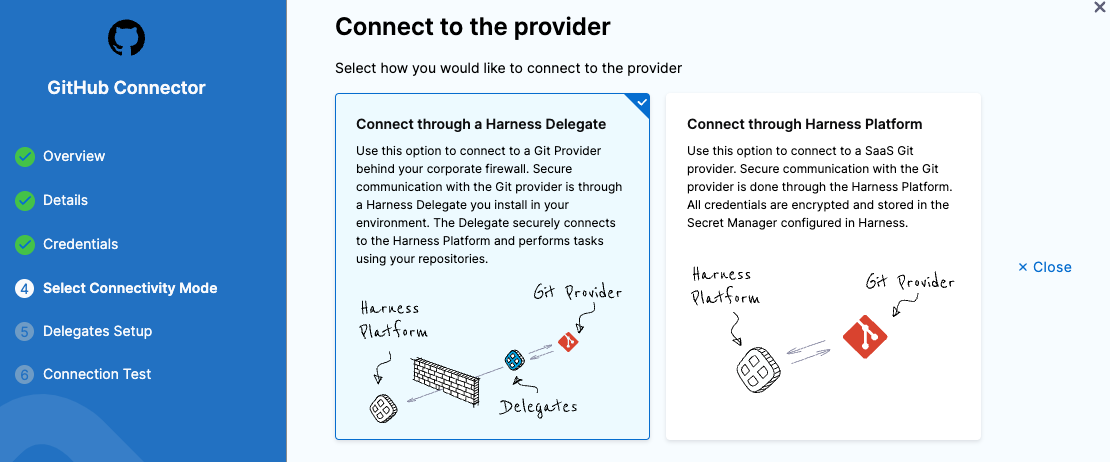 GitHub Connector
Overview
Details
Credentials
4 Select Connectivity Mode
5 Delegates Setup
6 Connection Test
Connect to the provider
Select how you would like to connect to the provider
Connect through a Harness Delegate
Use this option to connect to a Git Provider
behind your corporate firewall. Secure
communication with the Git provider is through
a Harness Delegate you install in your
environment. The Delegate securely connects
to the Harness Platform and performs tasks
using your repositories.
Harness
Platform
Git Provider
Delegates
Connect through Harness Platform
Use this option to connect to a SaaS Git
provider. Secure communication with the Git
provider is done through the Harness Platform.
All credentials are encrypted and stored in the
Secret Manager configured in Harness.
Harness
Platform
Git Provider
× Close